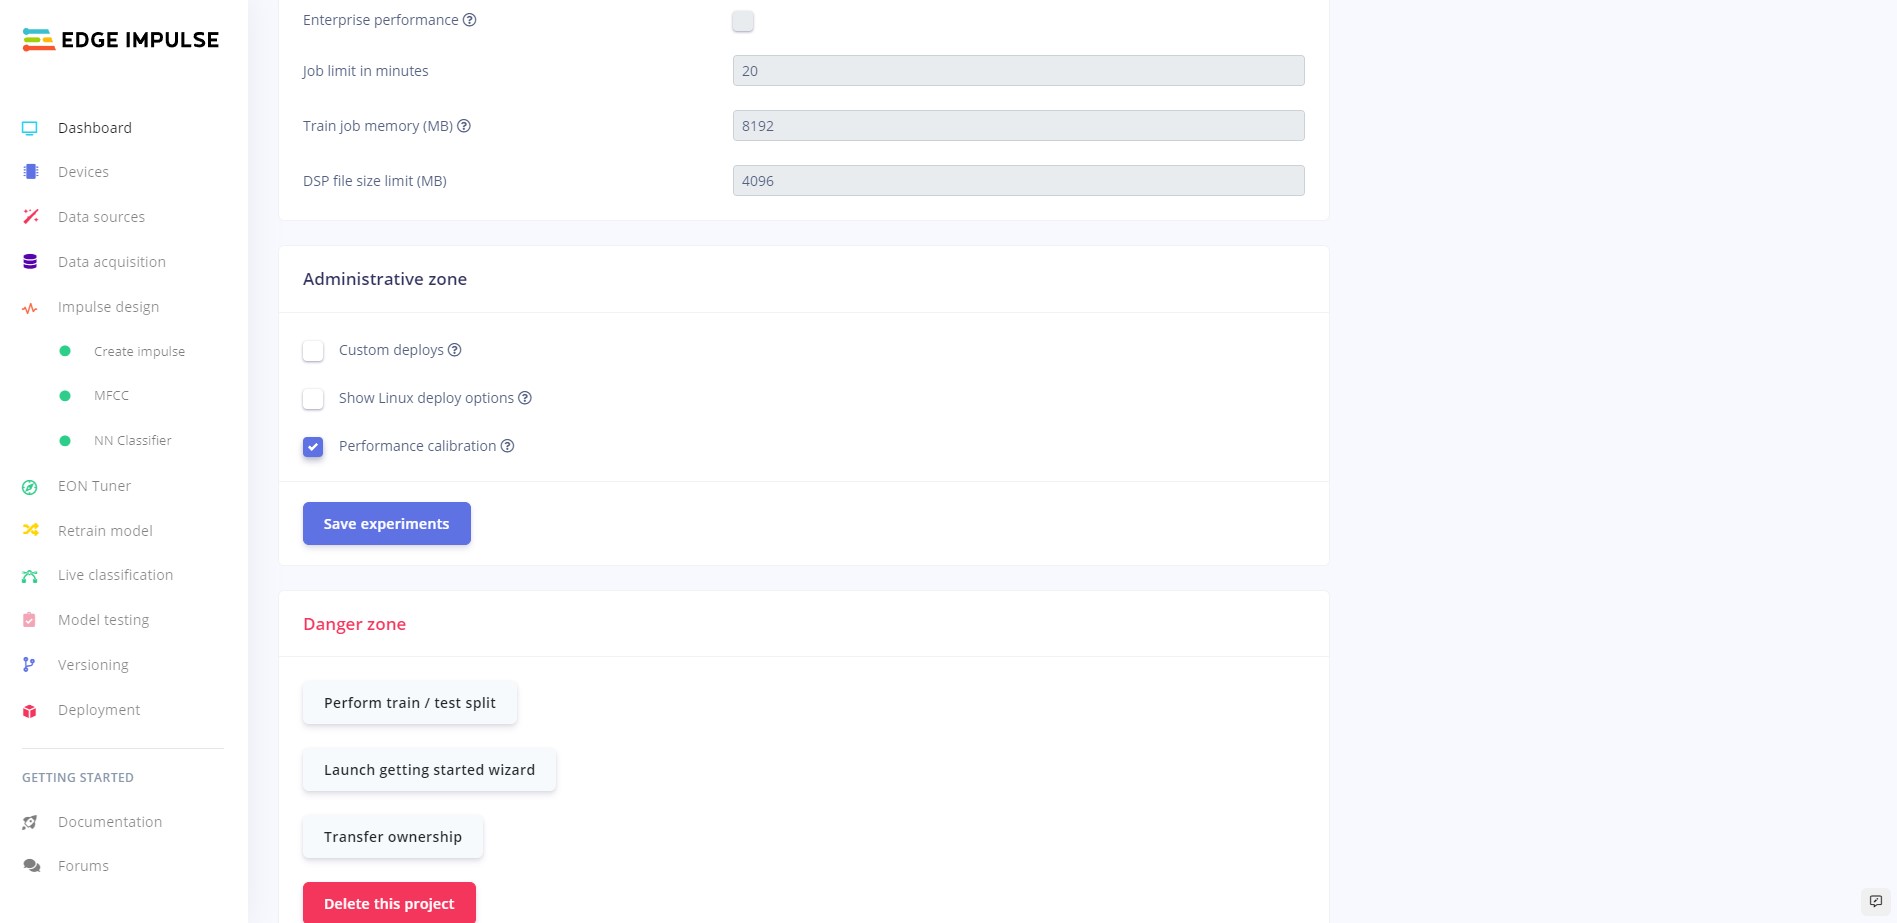 EDGE IMPULSE
Dashboard
Devices
Data sources
Data acquisition
Impulse design
Create impulse
MFCC
NN Classifier
EON Tuner
Retrain model
Live classification
Model testing
Versioning
Deployment
GETTING STARTED
Documentation
Forums
Enterprise performance ?
Job limit in minutes
20
Train job memory (MB) ?
8192
DSP file size limit (MB)
4096
Administrative zone
Custom deploys ?
Show Linux deploy options ?
Performance calibration ?
Save experiments
Danger zone
Perform train / test split
Launch getting started wizard
Transfer ownership
Delete this project